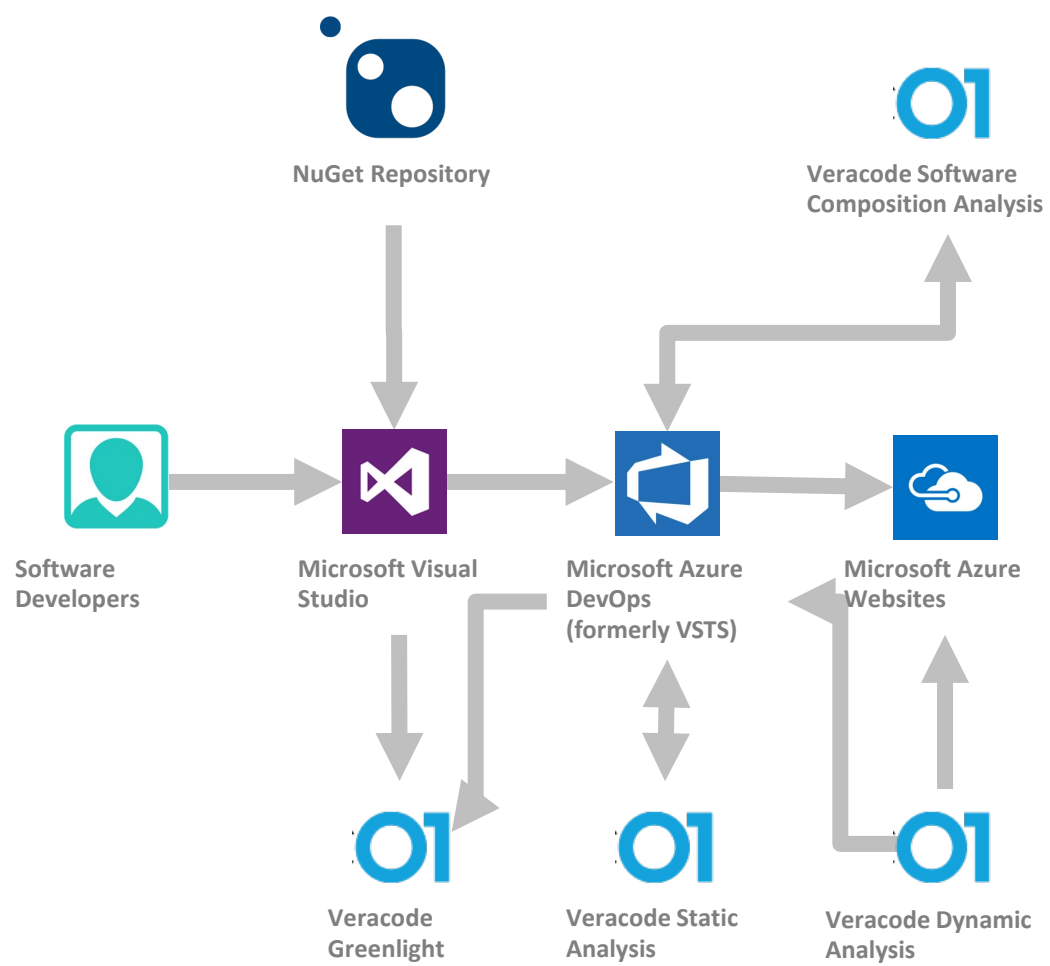 NuGet Repository
Veracode Software
Composition Analysis
Software
Developers
Microsoft Visual
Studio
Microsoft Azure
DevOps
(formerly VSTS)
Microsoft Azure
Websites
Veracode
Greenlight
Veracode Static
Analysis
Veracode Dynamic
Analysis